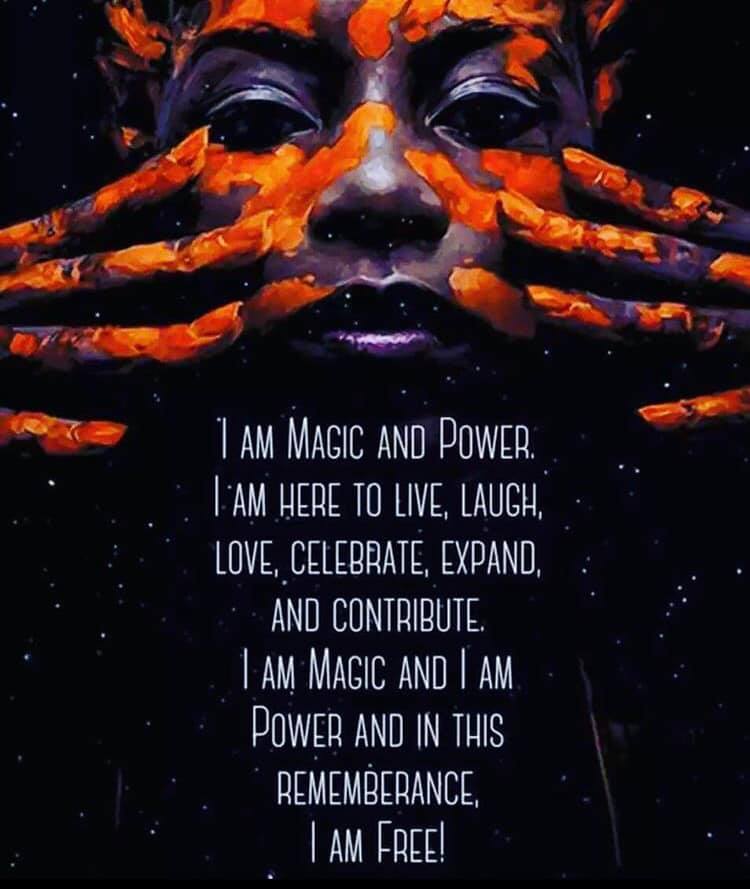 I am Magic and Power.
I am here to live, laugh,
love, celebrate, expand,
and contribute.
I am Magic and I am
Power and in this
rememberance,
I am Free!